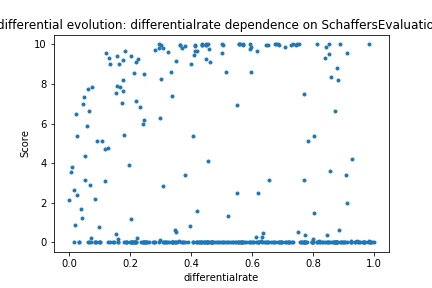 differential evolution: differentialrate dependence on SchaffersEvaluatio
10
8
6
4
2
0
Score
0.0 0.2 0.4 0.6 0.8 1.0
differentialrate